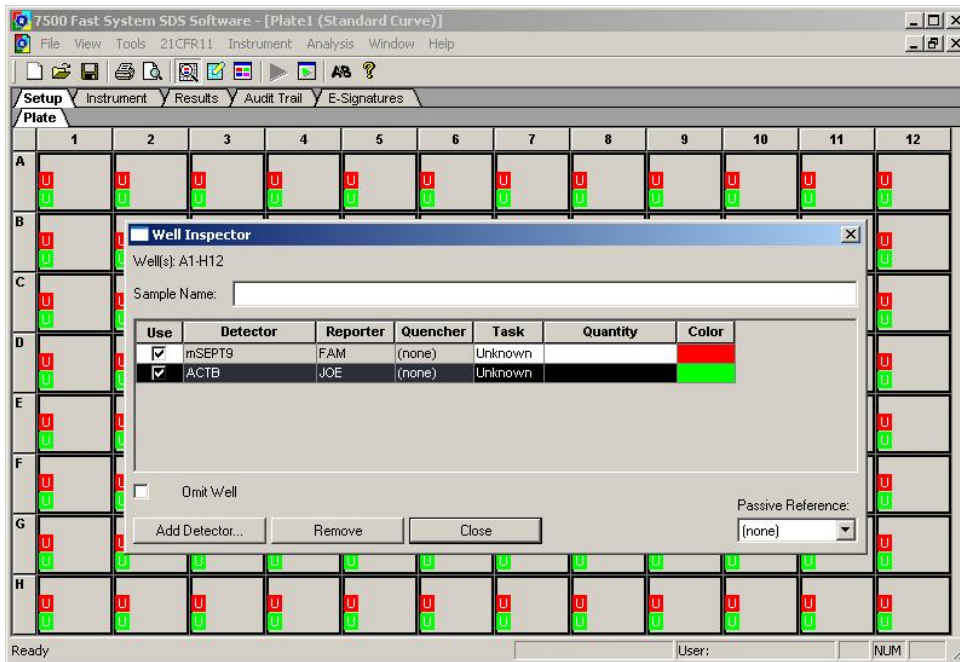 7500 Fast System SDS Software - [Plate1 (Standard Curve)]
File View Tools 21CFR11 Instrument Analysis Window Help
Setup Instrument Results Audit Trail E-Signatures
Plate
1 2 3 4 5 6 7 8 9 10 11 12
A
U U U U U U U U U U U U
U U U U U U U U U U U U
B
U U U
U U
Well Inspector
Well(s): A1-H12
C
Sample Name:
U U U
U U
Use Detector Reporter Quencher Task Quantity Color
D
mSEPT9 FAM (none) Unknown
U U U
ACTB JOE (none) Unknown
U U
E
U U U
U U
F
U U U
U U
Omit Well
Passive Reference:
G
Add Detector... Remove Close (none)
U U U
U U U U U U U U U U U U
H
U U U U U U U U U U U U
U U U U U U U U U U U U
Ready User: NUM